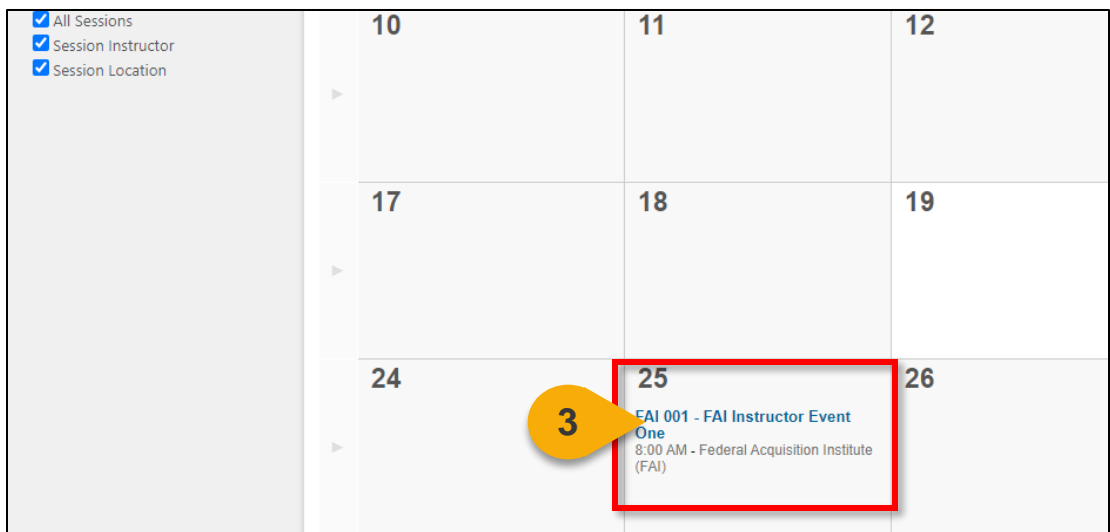 All Sessions
Session Instructor
Session Location
10
11
12
17
18
19
24
25
26
3
FAI 001 - FAI Instructor Event
One
8:00 AM - Federal Acquisition Institute
(FAI)